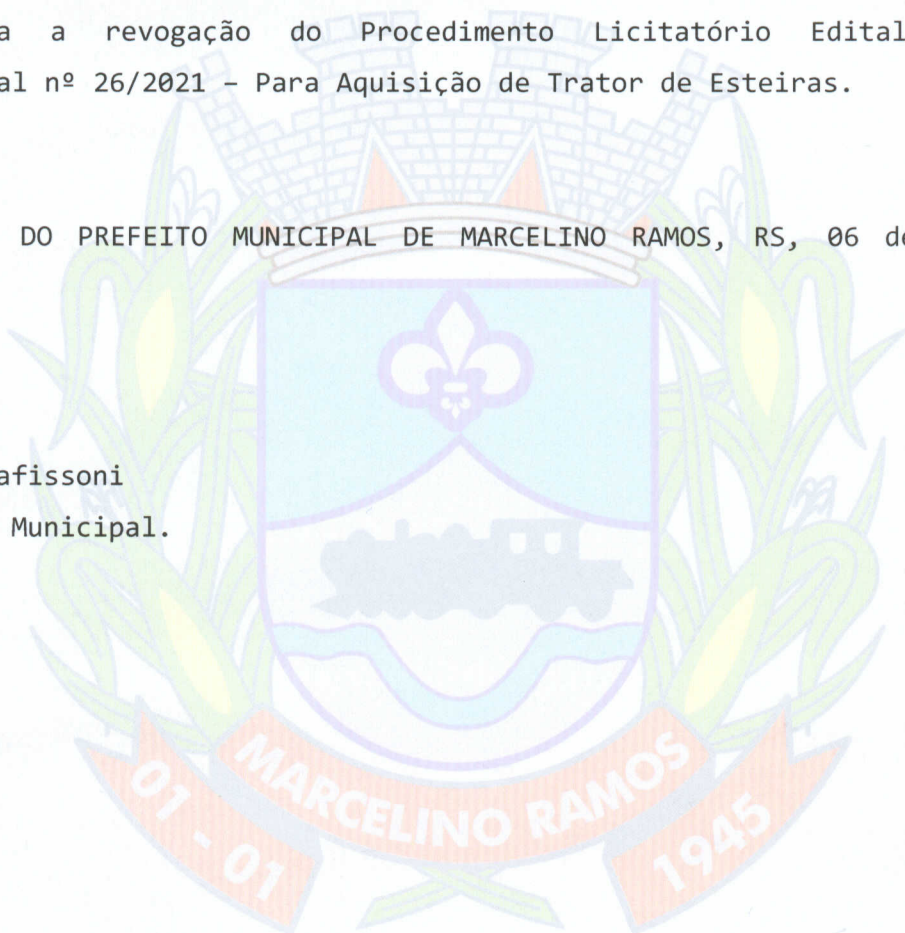 a a revogação do Procedimento Licitatório Edital
al nº 26/2021 – Para Aquisição de Trator de Esteiras.
DO PREFEITO MUNICIPAL DE MARCELINO RAMOS, RS, 06 de
afissoni
Municipal.
01 - 01 MARCELINO RAMOS 1945